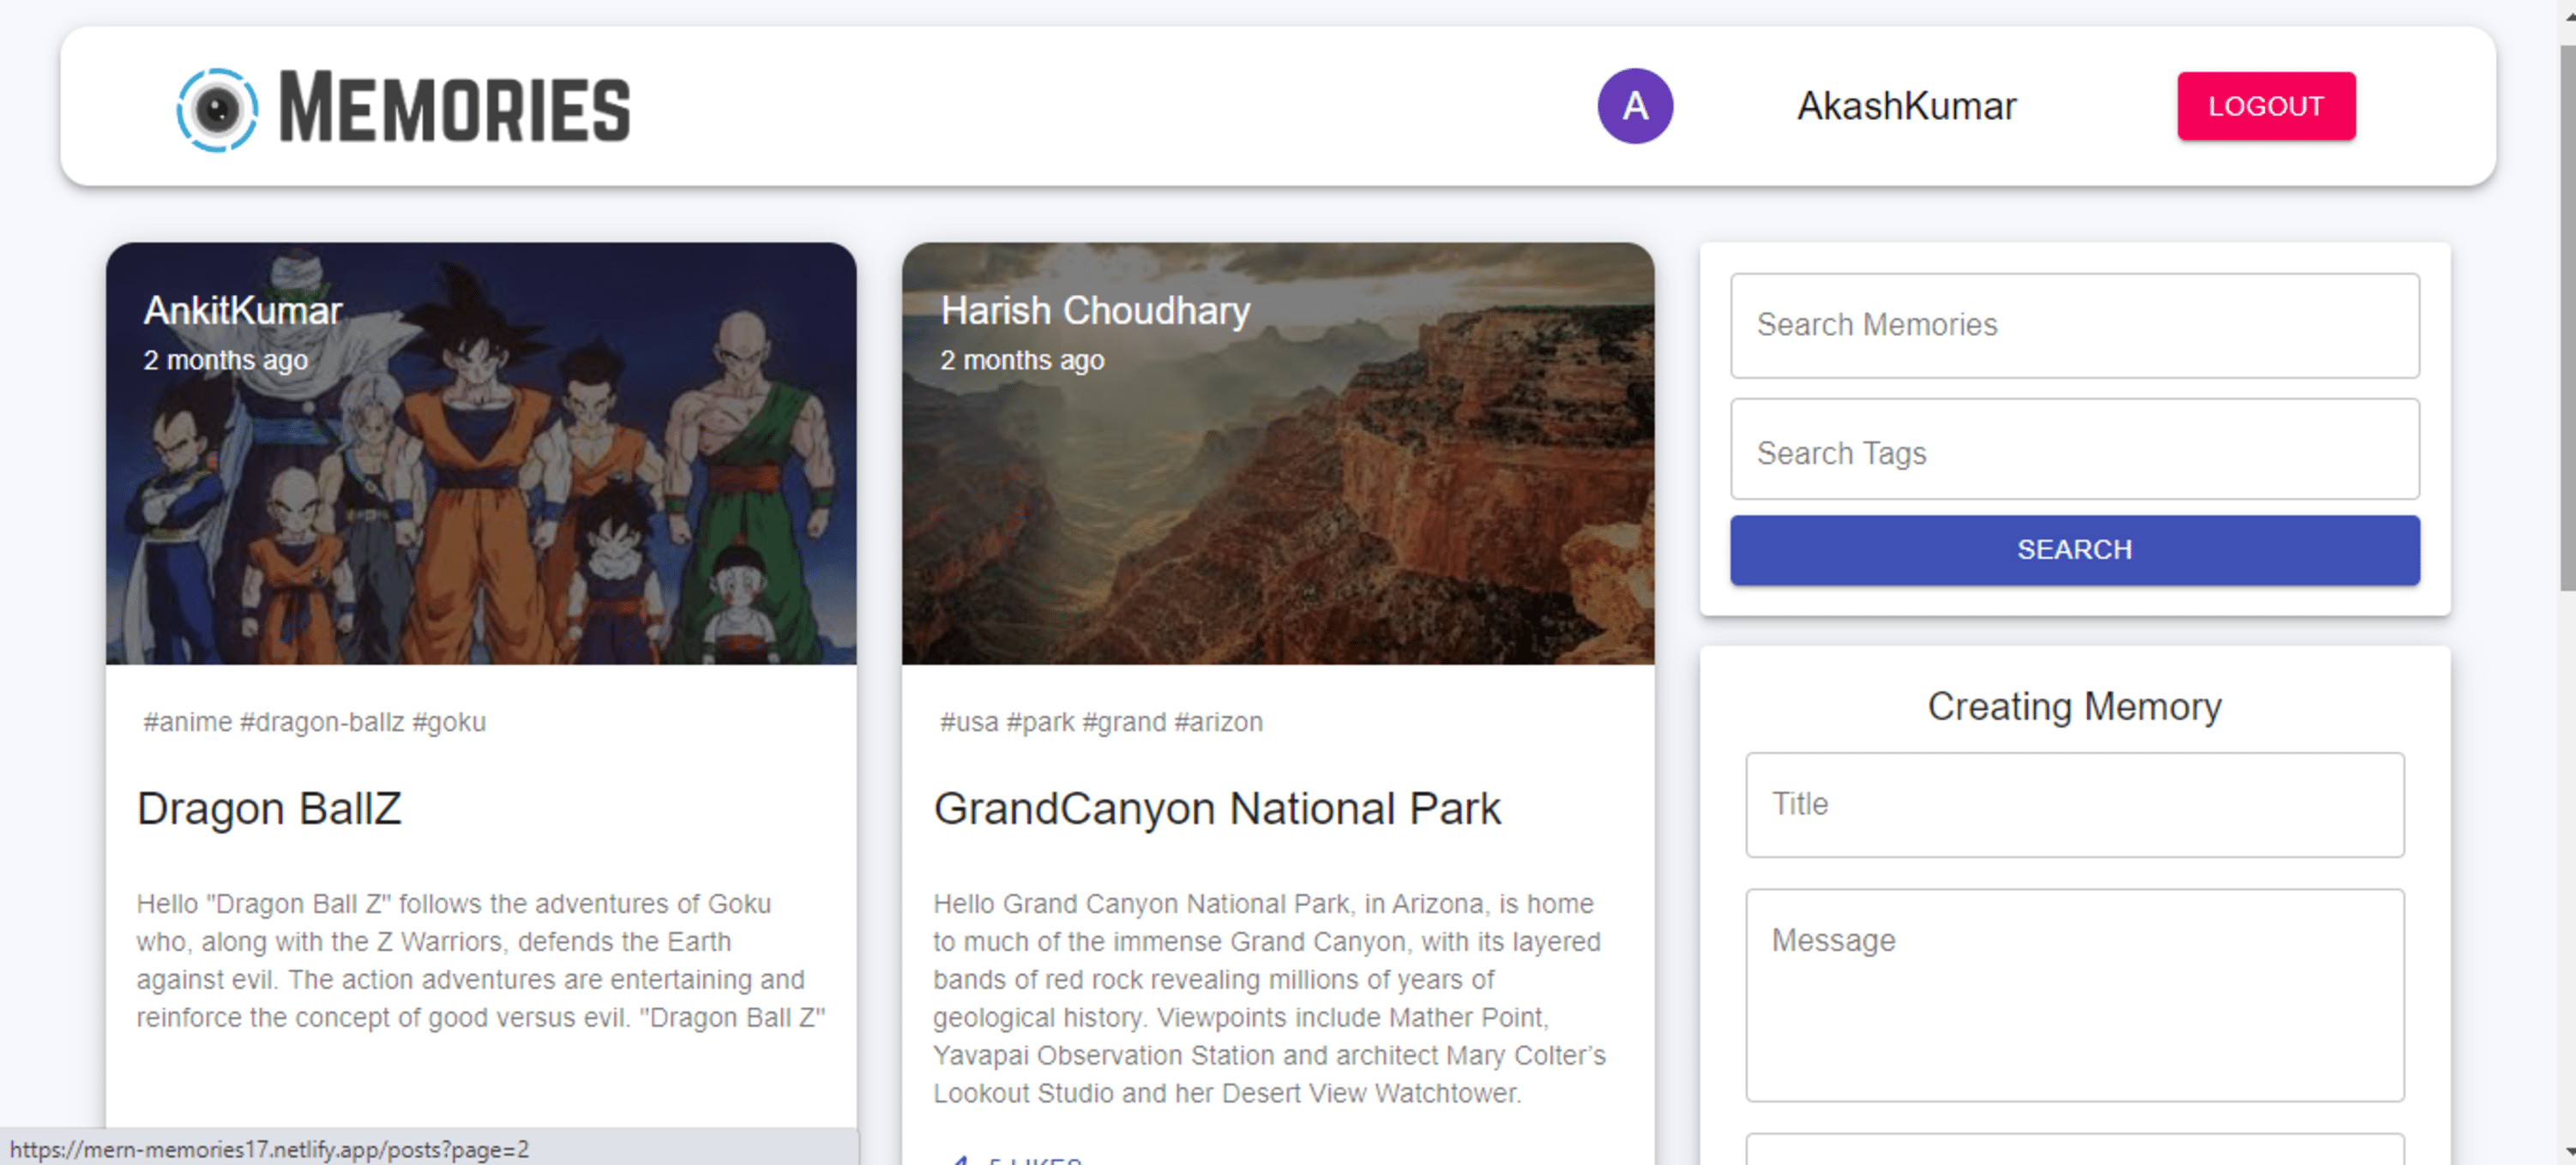 MEMORIES
A
AkashKumar
LOGOUT
AnkitKumar
2 months ago
#anime #dragon-ballz #goku
Dragon BallZ
Hello "Dragon Ball Z" follows the adventures of Goku
who, along with the Z Warriors, defends the Earth
against evil. The action adventures are entertaining and
reinforce the concept of good versus evil. "Dragon Ball Z"
Harish Choudhary
2 months ago
#usa #park #grand #arizon
GrandCanyon National Park
Hello Grand Canyon National Park, in Arizona, is home
to much of the immense Grand Canyon, with its layered
bands of red rock revealing millions of years of
geological history. Viewpoints include Mather Point,
Yavapai Observation Station and architect Mary Colter’s
Lookout Studio and her Desert View Watchtower.
5 LIKES
Search Memories
Search Tags
SEARCH
Creating Memory
Title
Message
https://mern-memories17.netlify.app/posts?page=2